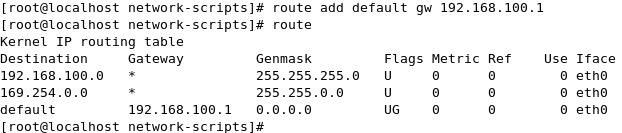 [root@localhost network-scripts]# route add default gw 192.168.100.1
[root@localhost network-scripts]# route
Kernel IP routing table
Destination     Gateway         Genmask         Flags Metric Ref    Use Iface
192.168.100.0   *               255.255.255.0   U     0      0        0 eth0
169.254.0.0     *               255.255.0.0     U     0      0        0 eth0
default         192.168.100.1   0.0.0.0         UG    0      0        0 eth0
[root@localhost network-scripts]#